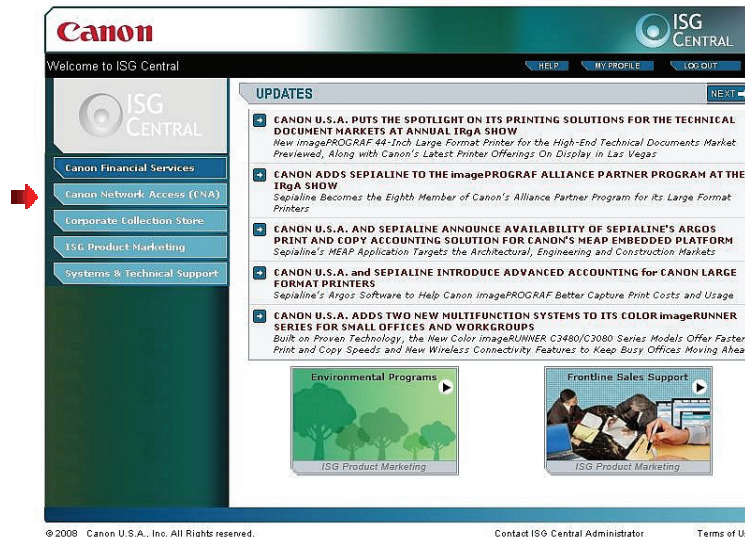 Canon
ISG
CENTRAL
Welcome to ISG Central
HELP
MY PROFILE
LOG OUT
ISG
CENTRAL
Canon Financial Services
Canon Network Access (CNA)
Corporate Collection Store
ISG Product Marketing
Systems & Technical Support
UPDATES
NEXT
CANON U.S.A. PUTS THE SPOTLIGHT ON ITS PRINTING SOLUTIONS FOR THE TECHNICAL
DOCUMENT MARKETS AT ANNUAL IRgA SHOW
New imagePROGRAF 44-Inch Large Format Printer for the High-End Technical Documents Market
Previewed, Along with Canon's Latest Printer Offerings On Display in Las Vegas
CANON ADDS SEPIALINE TO THE imagePROGRAF ALLIANCE PARTNER PROGRAM AT THE
IRgA SHOW
Sepialine Becomes the Eighth Member of Canon's Alliance Partner Program for its Large Format
Printers
CANON U.S.A. AND SEPIALINE ANNOUNCE AVAILABILITY OF SEPIALINE'S ARGOS
PRINT AND COPY ACCOUNTING SOLUTION FOR CANON'S MEAP EMBEDDED PLATFORM
Sepialine's MEAP Application Targets the Architectural, Engineering and Construction Markets
CANON U.S.A. and SEPIALINE INTRODUCE ADVANCED ACCOUNTING for CANON LARGE
FORMAT PRINTERS
Sepialine's Argos Software to Help Canon imagePROGRAF Better Capture Print Costs and Usage
CANON U.S.A. ADDS TWO NEW MULTIFUNCTION SYSTEMS TO ITS COLOR imageRUNNER
SERIES FOR SMALL OFFICES AND WORKGROUPS
Built on Proven Technology, the New Color imageRUNNER C3480/C3080 Series Models Offer Faster
Print and Copy Speeds and New Wireless Connectivity Features to Keep Busy Offices Moving Ahea
Environmental Programs
ISG Product Marketing
Frontline Sales Support
ISG Product Marketing
© 2008 Canon U.S.A., Inc. All Rights reserved.
Contact ISG Central Administrator
Terms of U